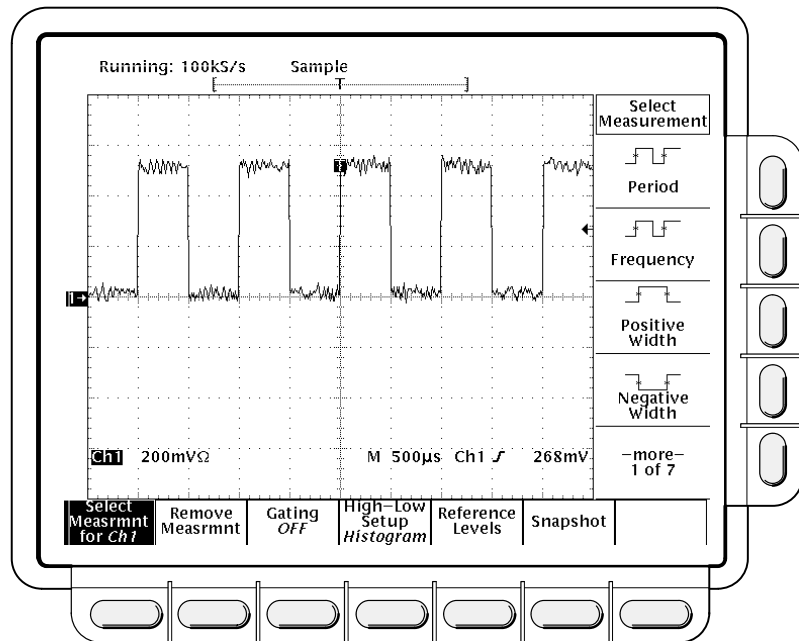 Running: 100kS/s Sample
T
Select
Measurement
Period
Frequency
Positive
Width
Negative
Width
–more–
1 of 7
1→
Ch1 200mVΩ M 500µs Ch1 268mV
Select
Measrmnt
for Ch1
Remove
Measrmnt
Gating
OFF
High–Low
Setup
Histogram
Reference
Levels
Snapshot